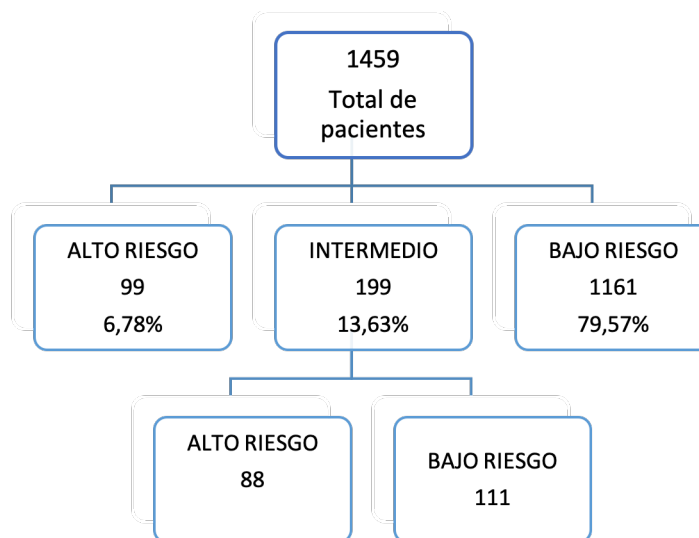 1459
Total de
pacientes
ALTO RIESGO
99
6,78%
INTERMEDIO
199
13,63%
BAJO RIESGO
1161
79,57%
ALTO RIESGO
88
BAJO RIESGO
111